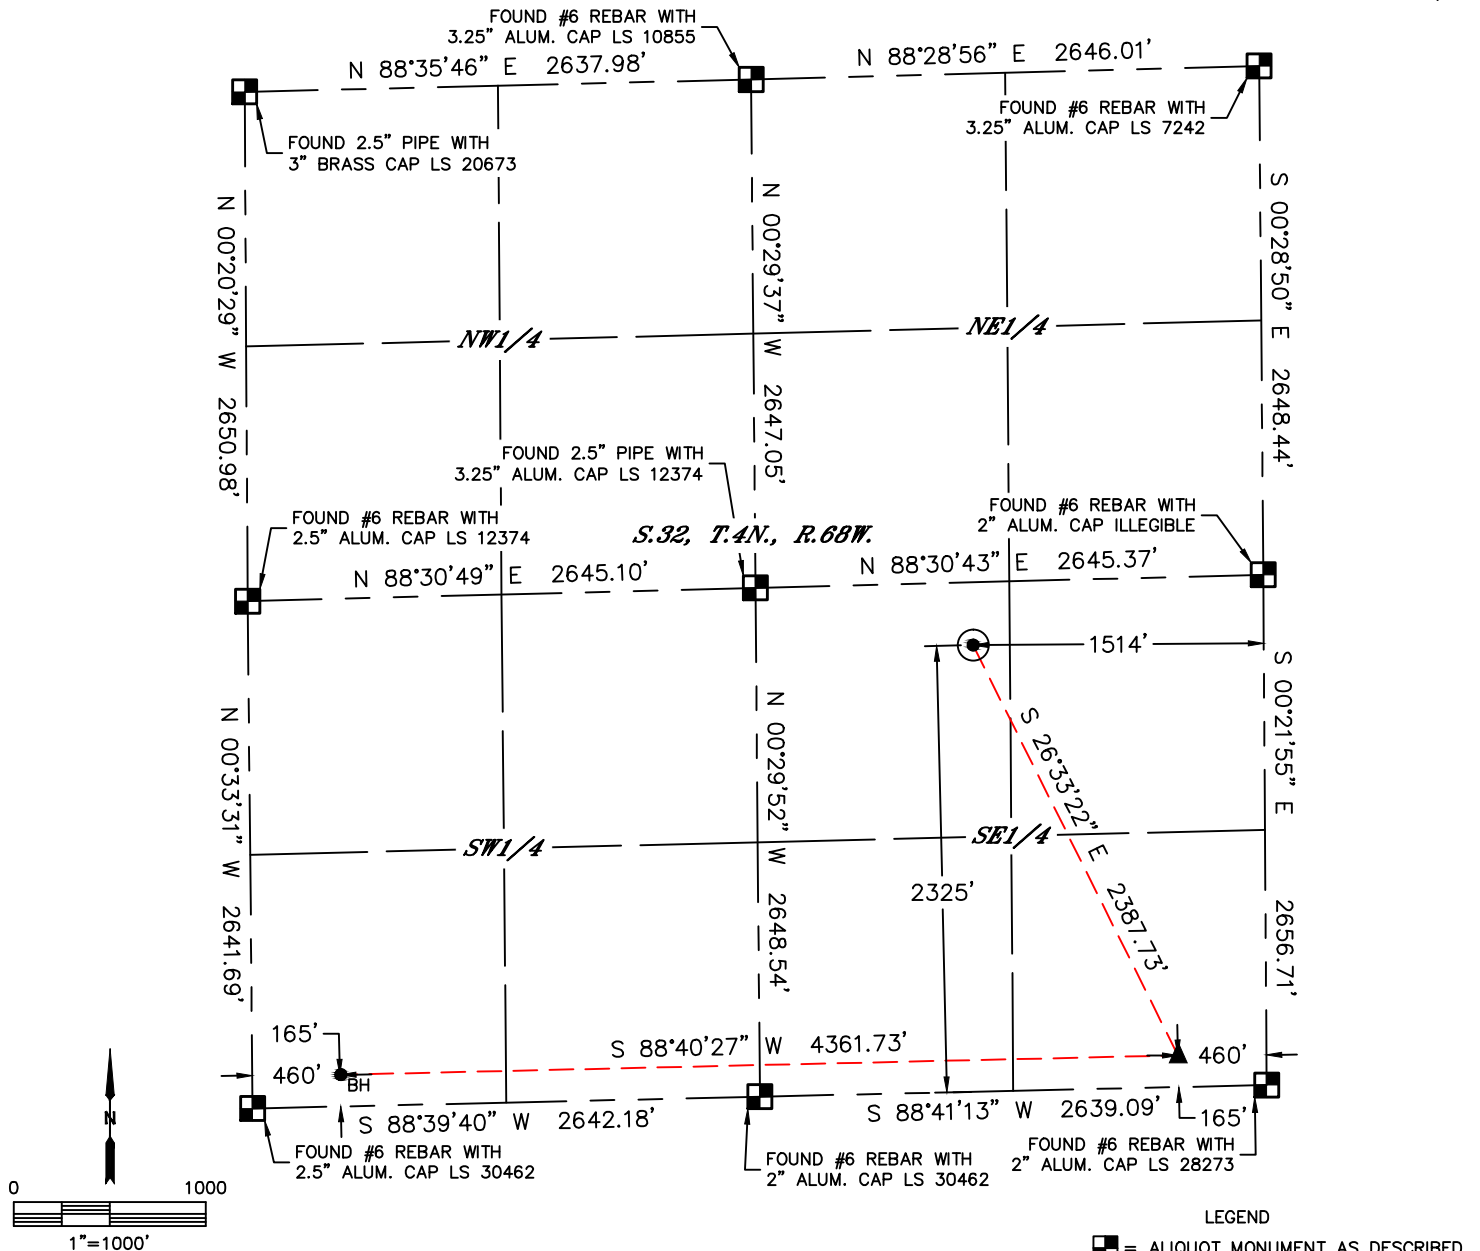 FOUND #6 REBAR WITH
3.25" ALUM. CAP LS 10855
N 88°35'46" E 2637.98'
N 88°28'56" E 2646.01'
FOUND #6 REBAR WITH
3.25" ALUM. CAP LS 7242
FOUND 2.5" PIPE WITH
3" BRASS CAP LS 20673
N 00°20'29" W 2650.98'
N 00°29'37" W 2647.05'
S 00°28'50" E 2648.44'
NW1/4
NE1/4
FOUND 2.5" PIPE WITH
3.25" ALUM. CAP LS 12374
FOUND #6 REBAR WITH
2.5" ALUM. CAP LS 12374
S.32, T.4N., R.68W.
FOUND #6 REBAR WITH
2" ALUM. CAP ILLEGIBLE
N 88°30'49" E 2645.10'
N 88°30'43" E 2645.37'
1514'
N 00°33'31" W 2641.69'
N 00°29'52" W 2648.54'
S 26°33'22" E 2387.73'
S 00°21'55" E 2656.71'
SW1/4
SE1/4
2325'
165'
460'
BH
S 88°40'27" W 4361.73'
460'
165'
S 88°39'40" W 2642.18'
S 88°41'13" W 2639.09'
FOUND #6 REBAR WITH
2.5" ALUM. CAP LS 30462
FOUND #6 REBAR WITH
2" ALUM. CAP LS 30462
FOUND #6 REBAR WITH
2" ALUM. CAP LS 28273
N
0 1000
1"=1000'
LEGEND
= ALIQUOT MONUMENT AS DESCRIBED